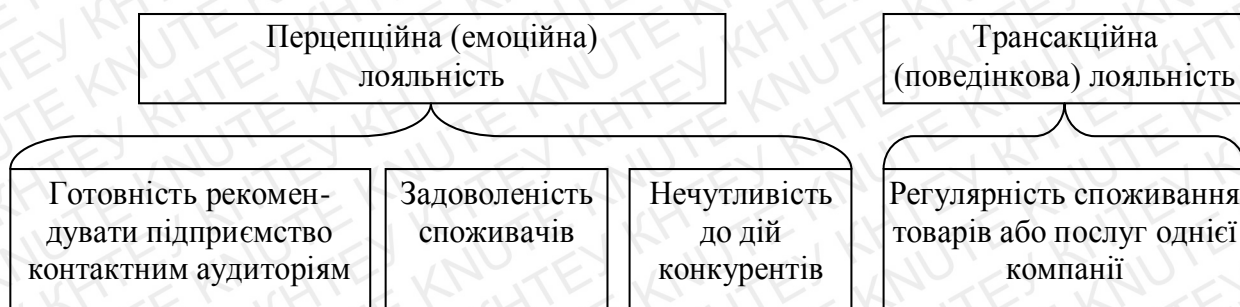 Перцепційна (емоційна)
лояльність
Трансакційна
(поведінкова) лояльність
Готовність рекомен-
дувати підприємство
контактним аудиторіям
Задоволеність
споживачів
Нечутливість
до дій
конкурентів
Регулярність споживання
товарів або послуг однієї
компанії